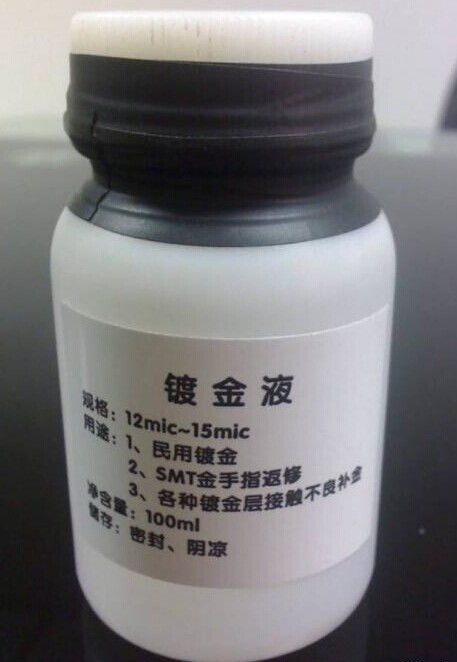 镀金液
规格：12mic~15mic
用途：1、民用镀金
2、SMT金手指返修
3、各种镀金层接触不良补金
净含量：100ml
储存：密封、阴凉